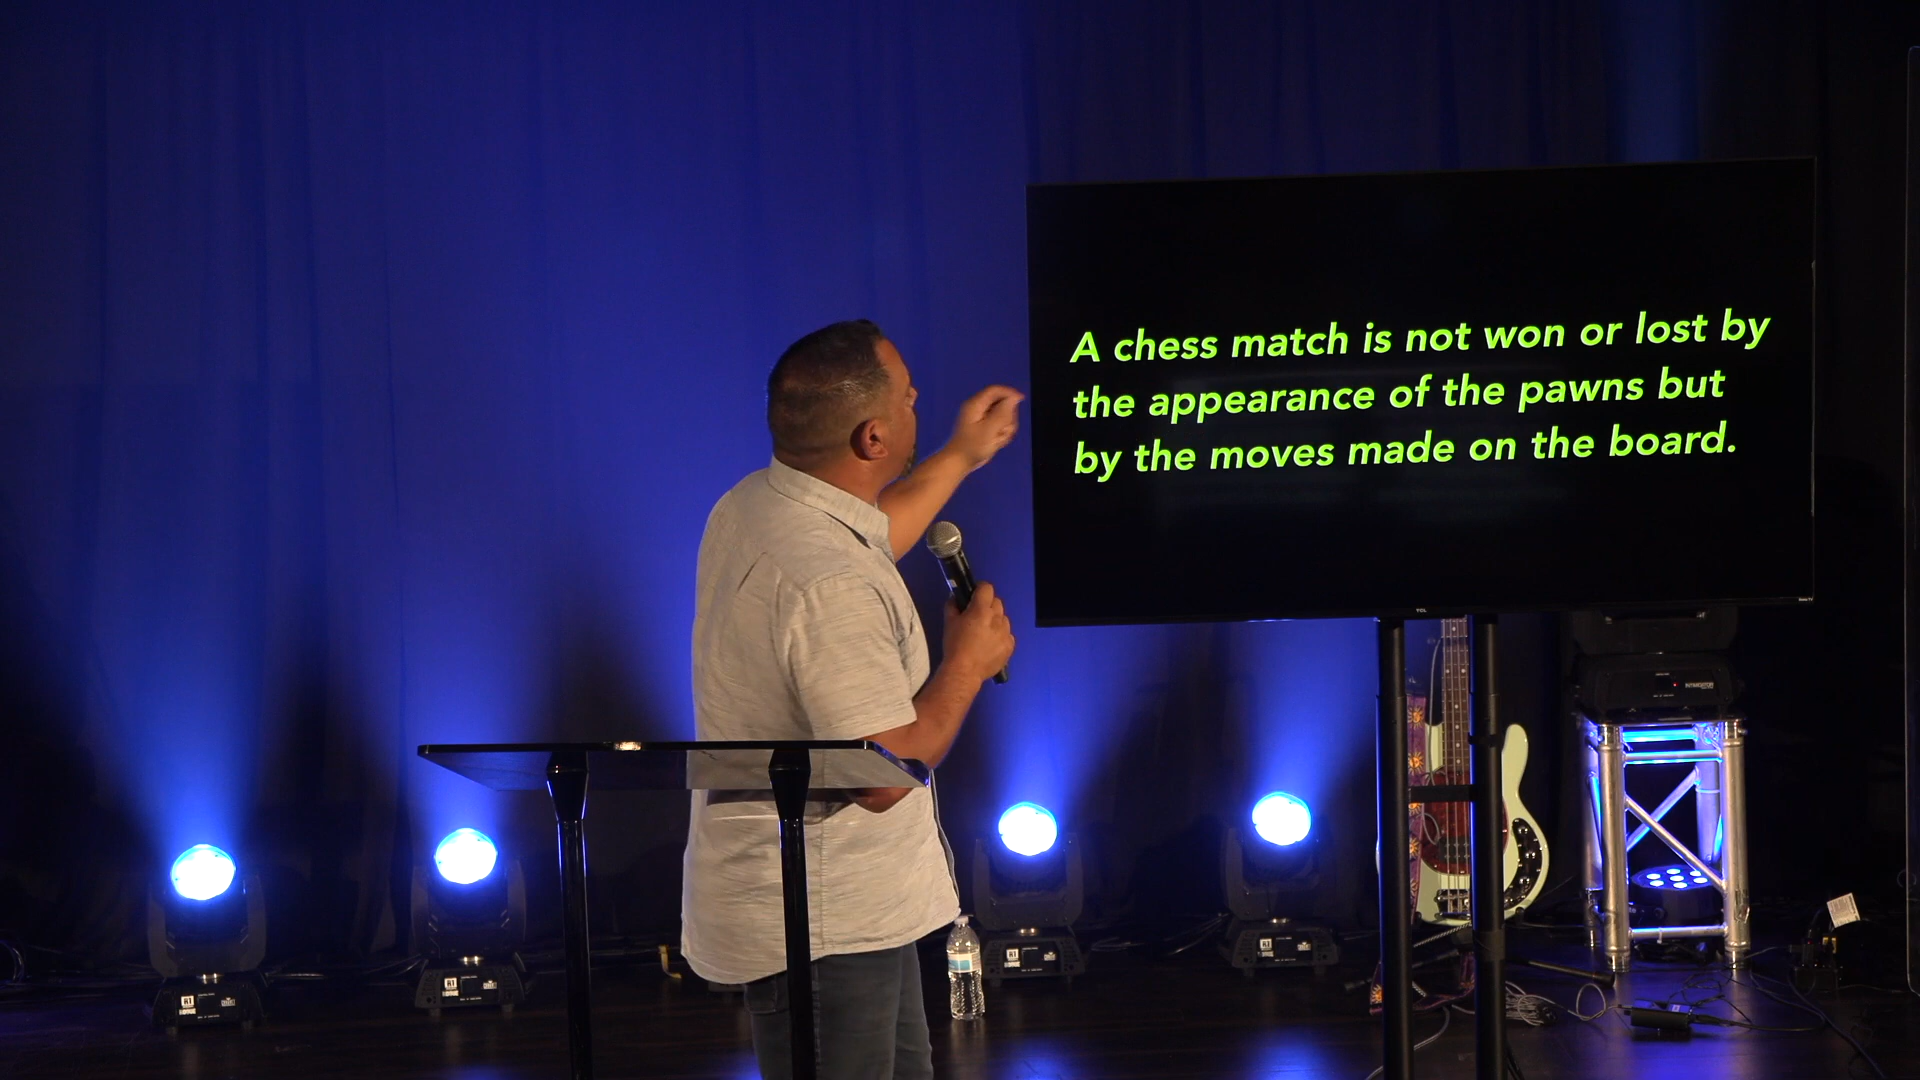 A chess match is not won or lost by
the appearance of the pawns but
by the moves made on the board.
TCL